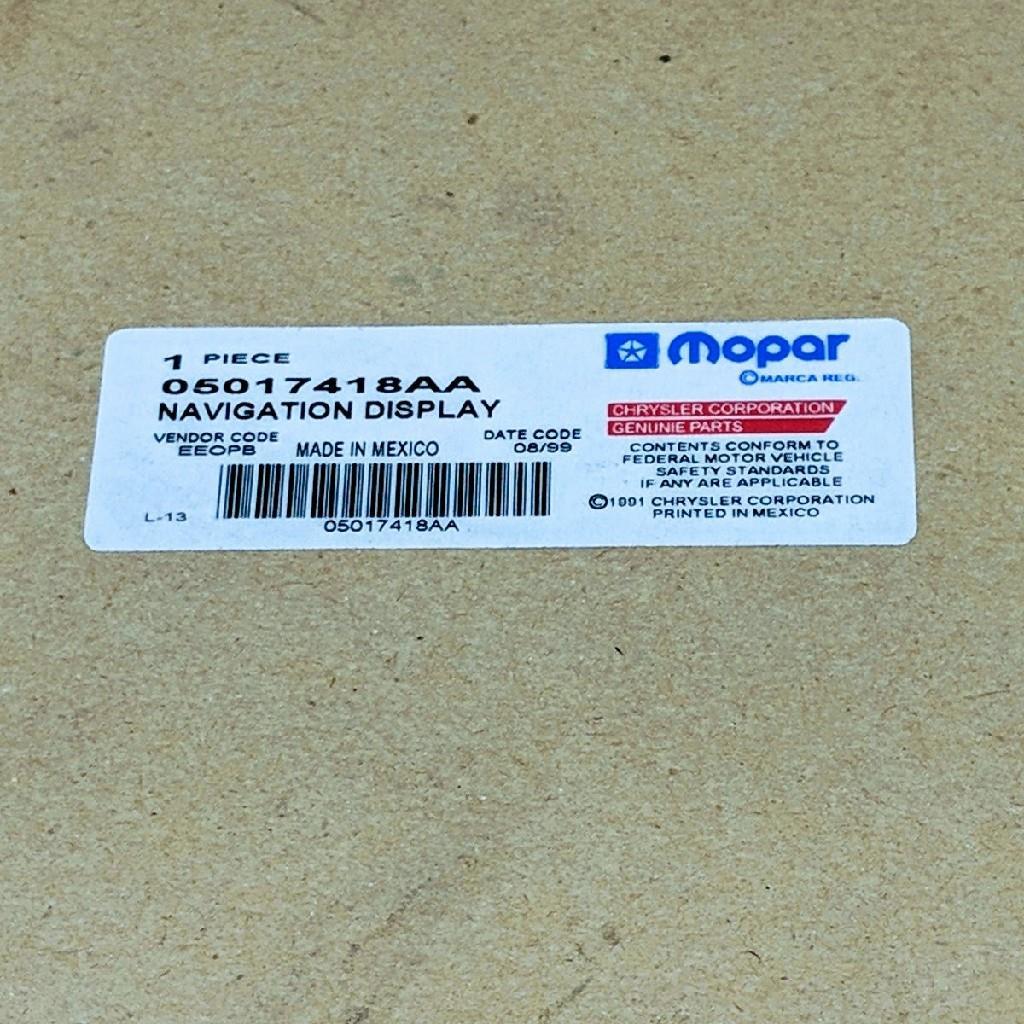 1 PIECE
05017418AA
NAVIGATION DISPLAY
VENDOR CODE
EEOPB
MADE IN MEXICO
DATE CODE
08/99
L-13
05017418AA
mopar
©MARCA REG.
CHRYSLER CORPORATION
GENUNIE PARTS
CONTENTS CONFORM TO
FEDERAL MOTOR VEHICLE
SAFETY STANDARDS
IF ANY ARE APPLICABLE
©1001 CHRYSLER CORPORATION
PRINTED IN MEXICO